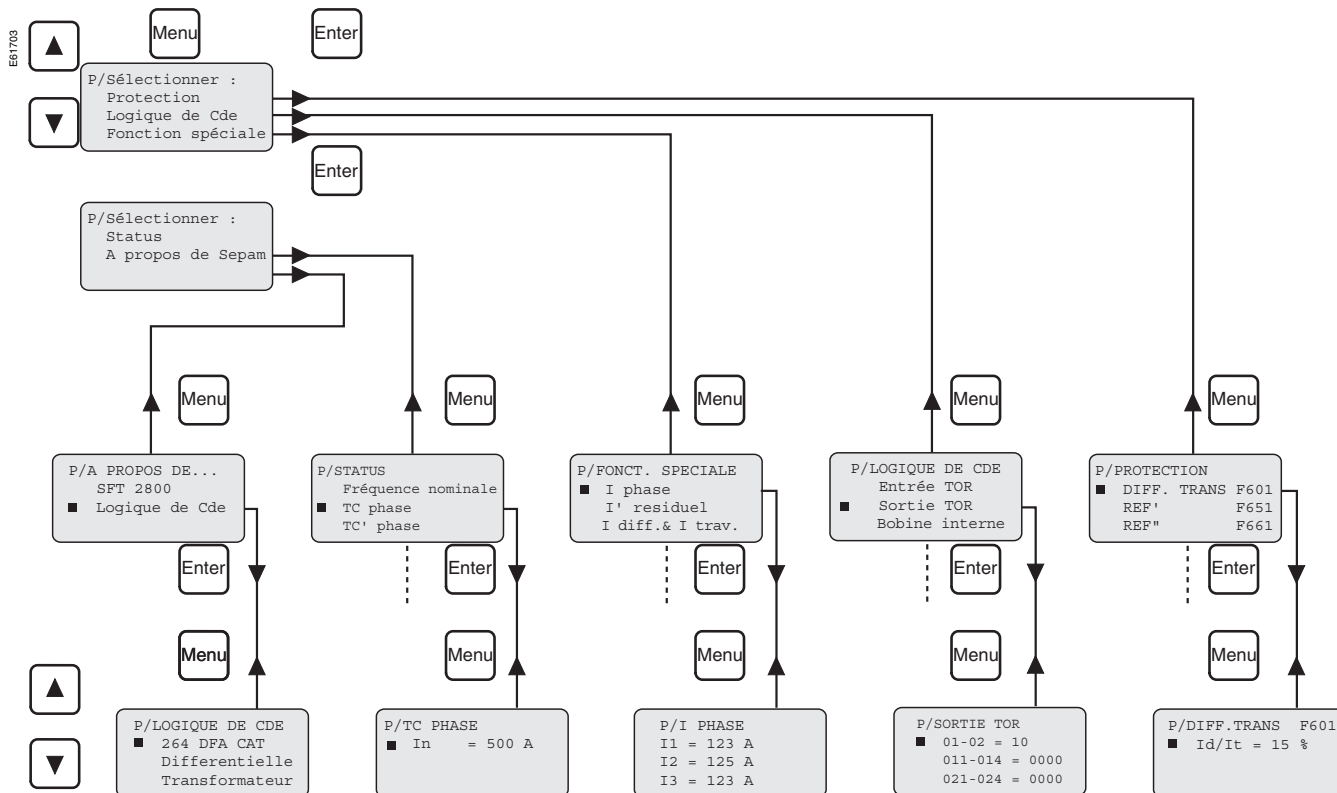 E61703
Menu
Enter
P/Sélectionner :
Protection
Logique de Cde
Fonction spéciale
Enter
P/Sélectionner :
Status
A propos de Sepam
Menu
Menu
Menu
Menu
Menu
P/A PROPOS DE...
SFT 2800
Logique de Cde
P/STATUS
Fréquence nominale
TC phase
TC' phase
P/FONCT. SPECIALE
I phase
I' residuel
I diff.& I trav.
P/LOGIQUE DE CDE
Entrée TOR
Sortie TOR
Bobine interne
P/PROTECTION
DIFF. TRANS F601
REF' F651
REF" F661
Enter
Enter
Enter
Enter
Enter
Menu
Menu
Menu
Menu
Menu
P/LOGIQUE DE CDE
264 DFA CAT
Differentielle
Transformateur
P/TC PHASE
In = 500 A
P/I PHASE
I1 = 123 A
I2 = 125 A
I3 = 123 A
P/SORTIE TOR
01-02 = 10
011-014 = 0000
021-024 = 0000
P/DIFF.TRANS F601
Id/It = 15 %